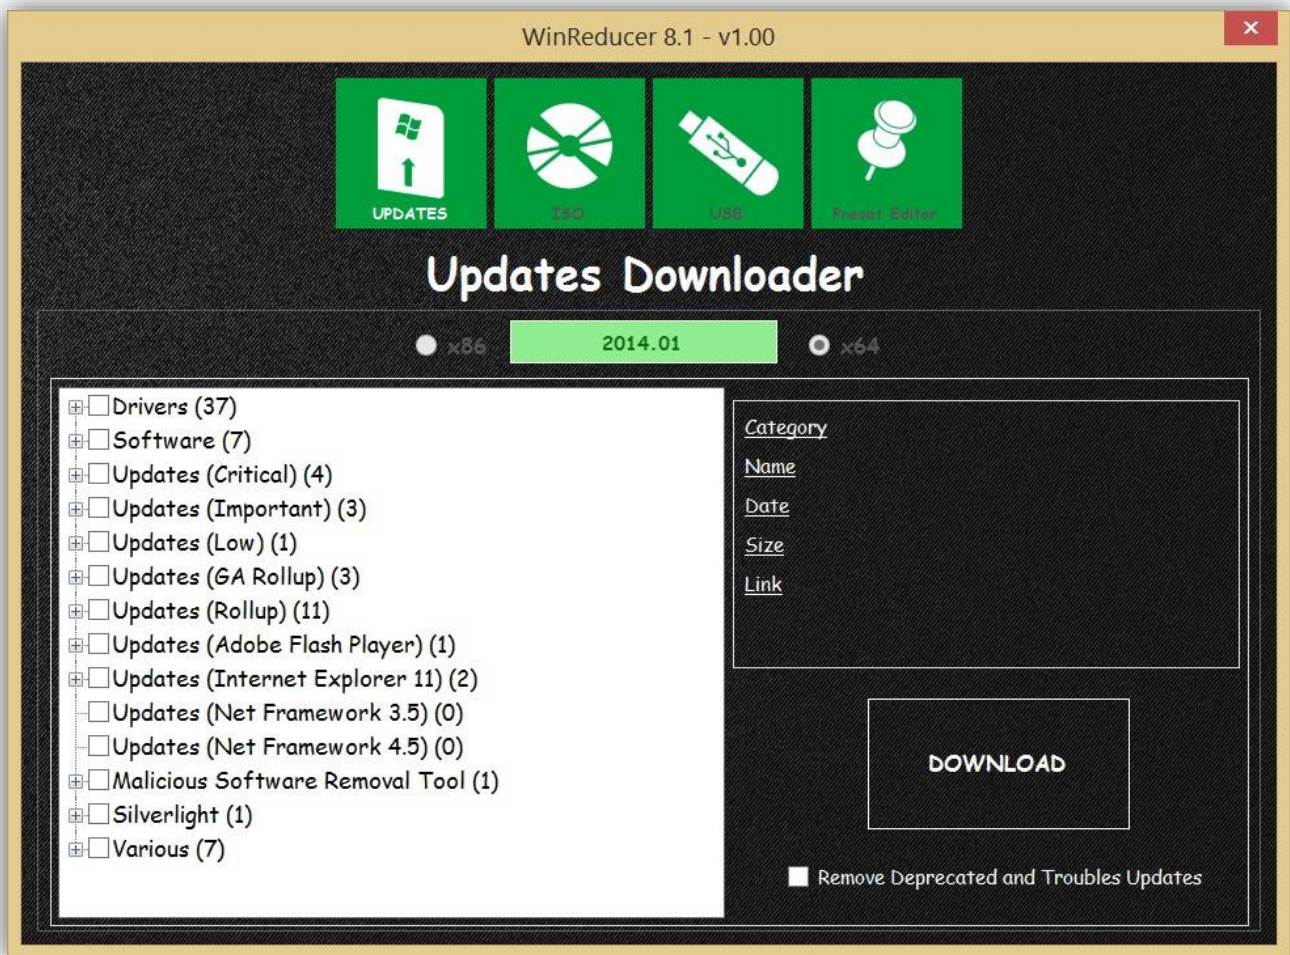 WinReducer 8.1 - v1.00
UPDATES
ISO
USB
Preset Editor
Updates Downloader
x86
2014.01
x64
Drivers (37)
Software (7)
Updates (Critical) (4)
Updates (Important) (3)
Updates (Low) (1)
Updates (GA Rollup) (3)
Updates (Rollup) (11)
Updates (Adobe Flash Player) (1)
Updates (Internet Explorer 11) (2)
Updates (Net Framework 3.5) (0)
Updates (Net Framework 4.5) (0)
Malicious Software Removal Tool (1)
Silverlight (1)
Various (7)
Category
Name
Date
Size
Link
DOWNLOAD
Remove Deprecated and Troubles Updates